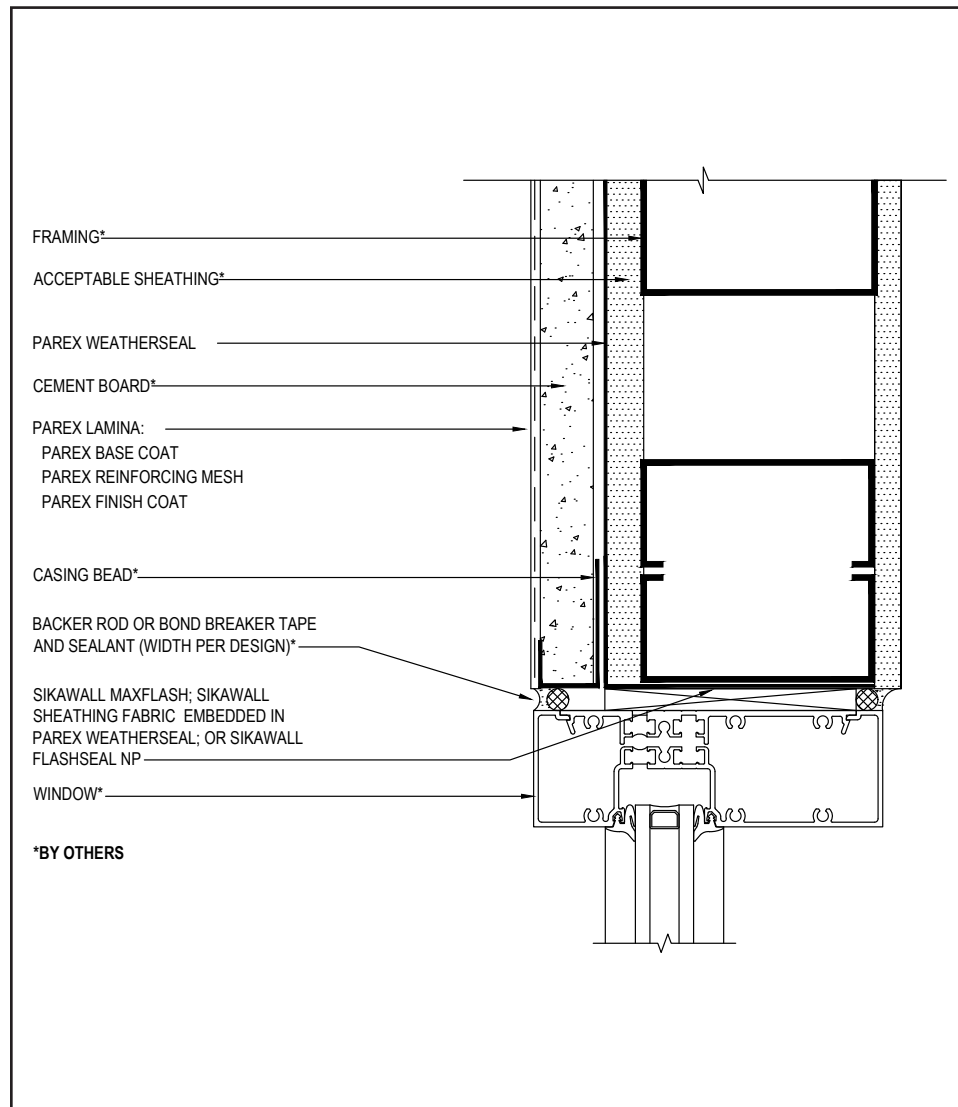 FRAMING*
ACCEPTABLE SHEATHING*
PAREX WEATHERSEAL
CEMENT BOARD*
PAREX LAMINA:
PAREX BASE COAT
PAREX REINFORCING MESH
PAREX FINISH COAT
CASING BEAD*
BACKER ROD OR BOND BREAKER TAPE
AND SEALANT (WIDTH PER DESIGN)*
SIKAWALL MAXFLASH; SIKAWALL
SHEATHING FABRIC EMBEDDED IN
PAREX WEATHERSEAL; OR SIKAWALL
FLASHSEAL NP
WINDOW*
*BY OTHERS